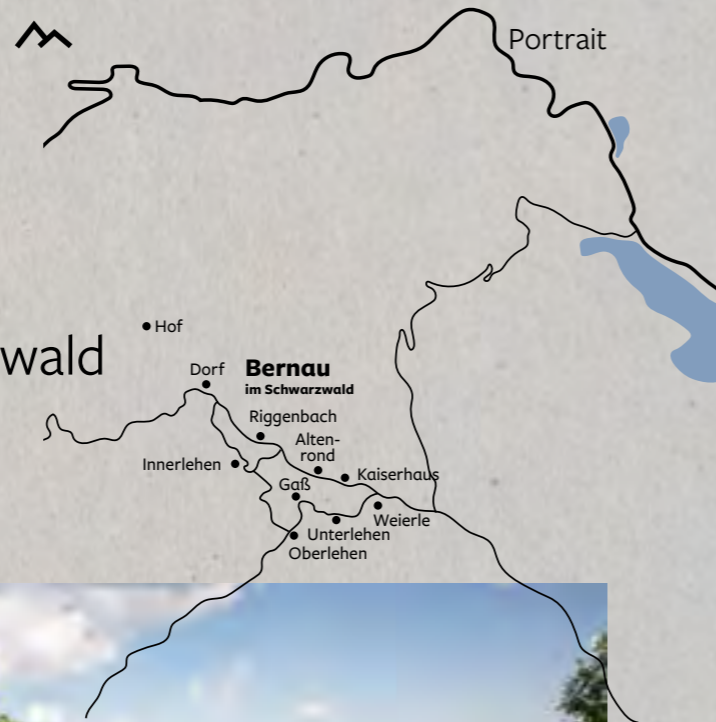 Portrait
Hof
wald
Dorf
Bernau
im Schwarzwald
Riggenbach
Alten-
rond
Innerlehen
Kaiserhaus
Gaß
Weierle
Unterlehen
Oberlehen